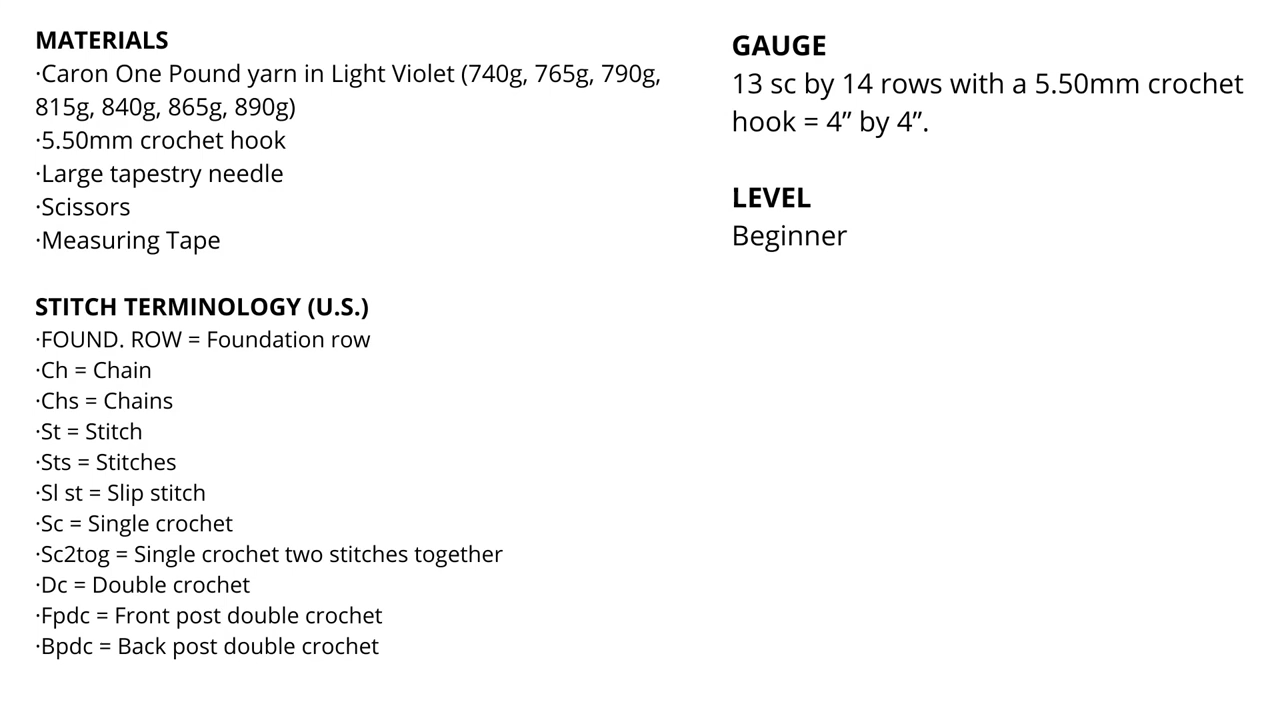 MATERIALS
·Caron One Pound yarn in Light Violet (740g, 765g, 790g,
815g, 840g, 865g, 890g)
·5.50mm crochet hook
·Large tapestry needle
·Scissors
·Measuring Tape
STITCH TERMINOLOGY (U.S.)
·FOUND. ROW = Foundation row
·Ch = Chain
·Chs = Chains
·St = Stitch
·Sts = Stitches
·Sl st = Slip stitch
·Sc = Single crochet
·Sc2tog = Single crochet two stitches together
·Dc = Double crochet
·Fpdc = Front post double crochet
·Bpdc = Back post double crochet
GAUGE
13 sc by 14 rows with a 5.50mm crochet
hook = 4” by 4”.
LEVEL
Beginner